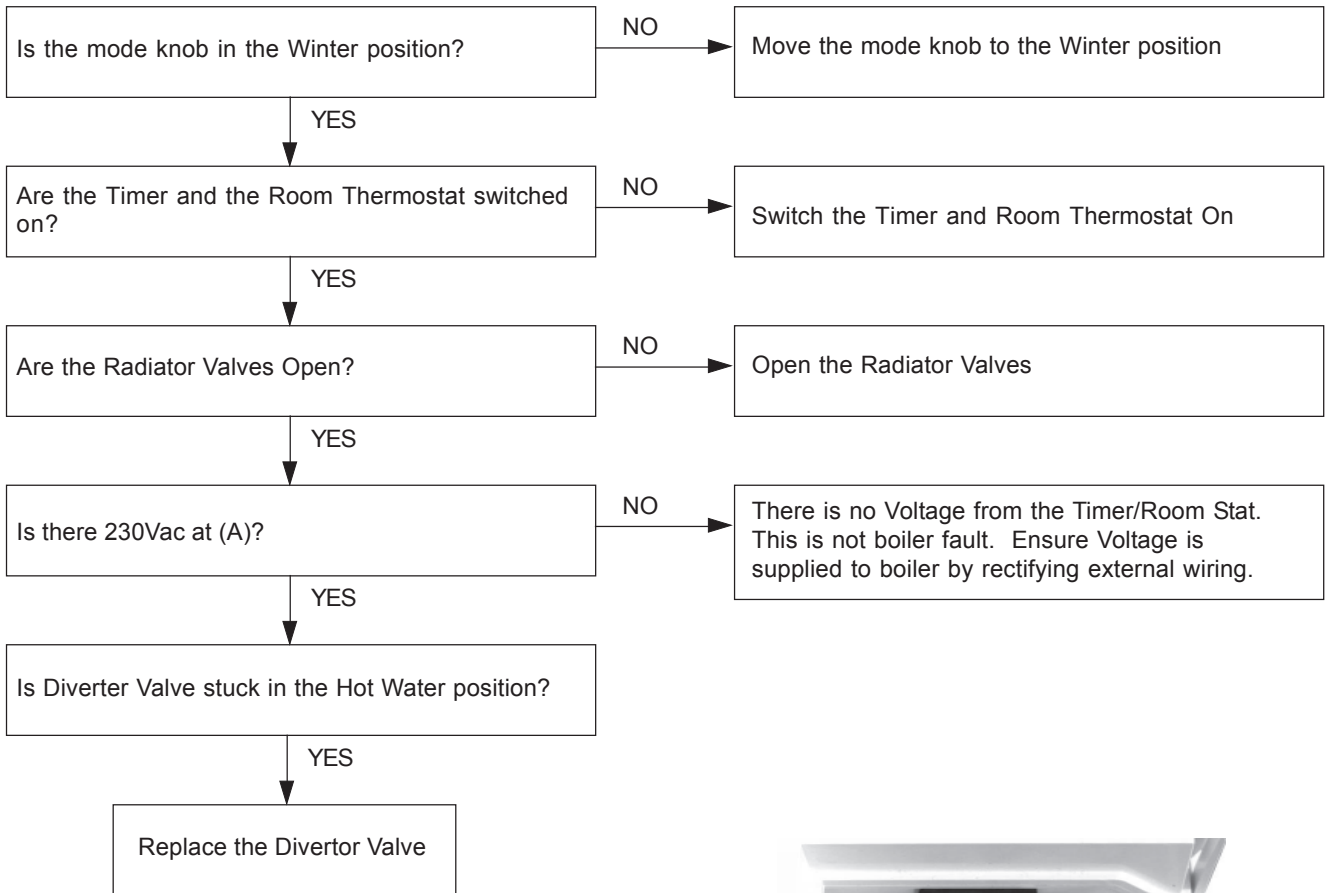 Is the mode knob in the Winter position?
NO
Move the mode knob to the Winter position
YES
Are the Timer and the Room Thermostat switched
on?
NO
Switch the Timer and Room Thermostat On
YES
Are the Radiator Valves Open?
NO
Open the Radiator Valves
YES
Is there 230Vac at (A)?
NO
There is no Voltage from the Timer/Room Stat.
This is not boiler fault. Ensure Voltage is
supplied to boiler by rectifying external wiring.
YES
Is Diverter Valve stuck in the Hot Water position?
YES
Replace the Divertor Valve